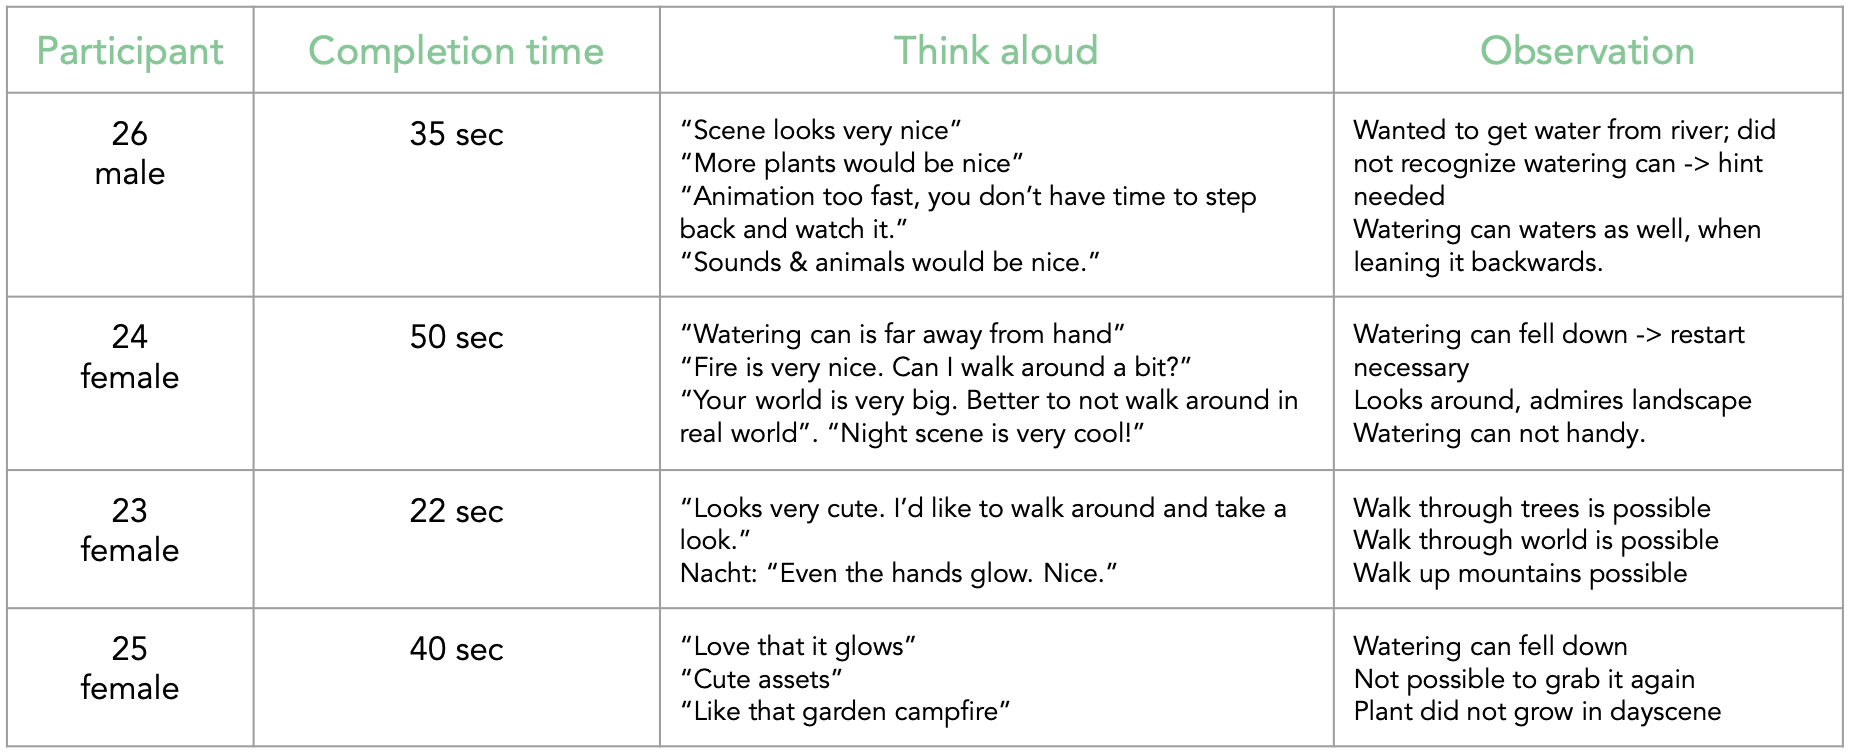 Participant
Completion time
Think aloud
Observation
26
male
35 sec
“Scene looks very nice”
“More plants would be nice”
“Animation too fast, you don’t have time to step
back and watch it.”
“Sounds & animals would be nice.”
Wanted to get water from river; did
not recognize watering can -> hint
needed
Watering can waters as well, when
leaning it backwards.
24
female
50 sec
“Watering can is far away from hand”
“Fire is very nice. Can I walk around a bit?”
“Your world is very big. Better to not walk around in
real world”. “Night scene is very cool!”
Watering can fell down -> restart
necessary
Looks around, admires landscape
Watering can not handy.
23
female
22 sec
“Looks very cute. I’d like to walk around and take a
look.”
Nacht: “Even the hands glow. Nice.”
Walk through trees is possible
Walk through world is possible
Walk up mountains possible
25
female
40 sec
“Love that it glows”
“Cute assets”
“Like that garden campfire”
Watering can fell down
Not possible to grab it again
Plant did not grow in dayscene